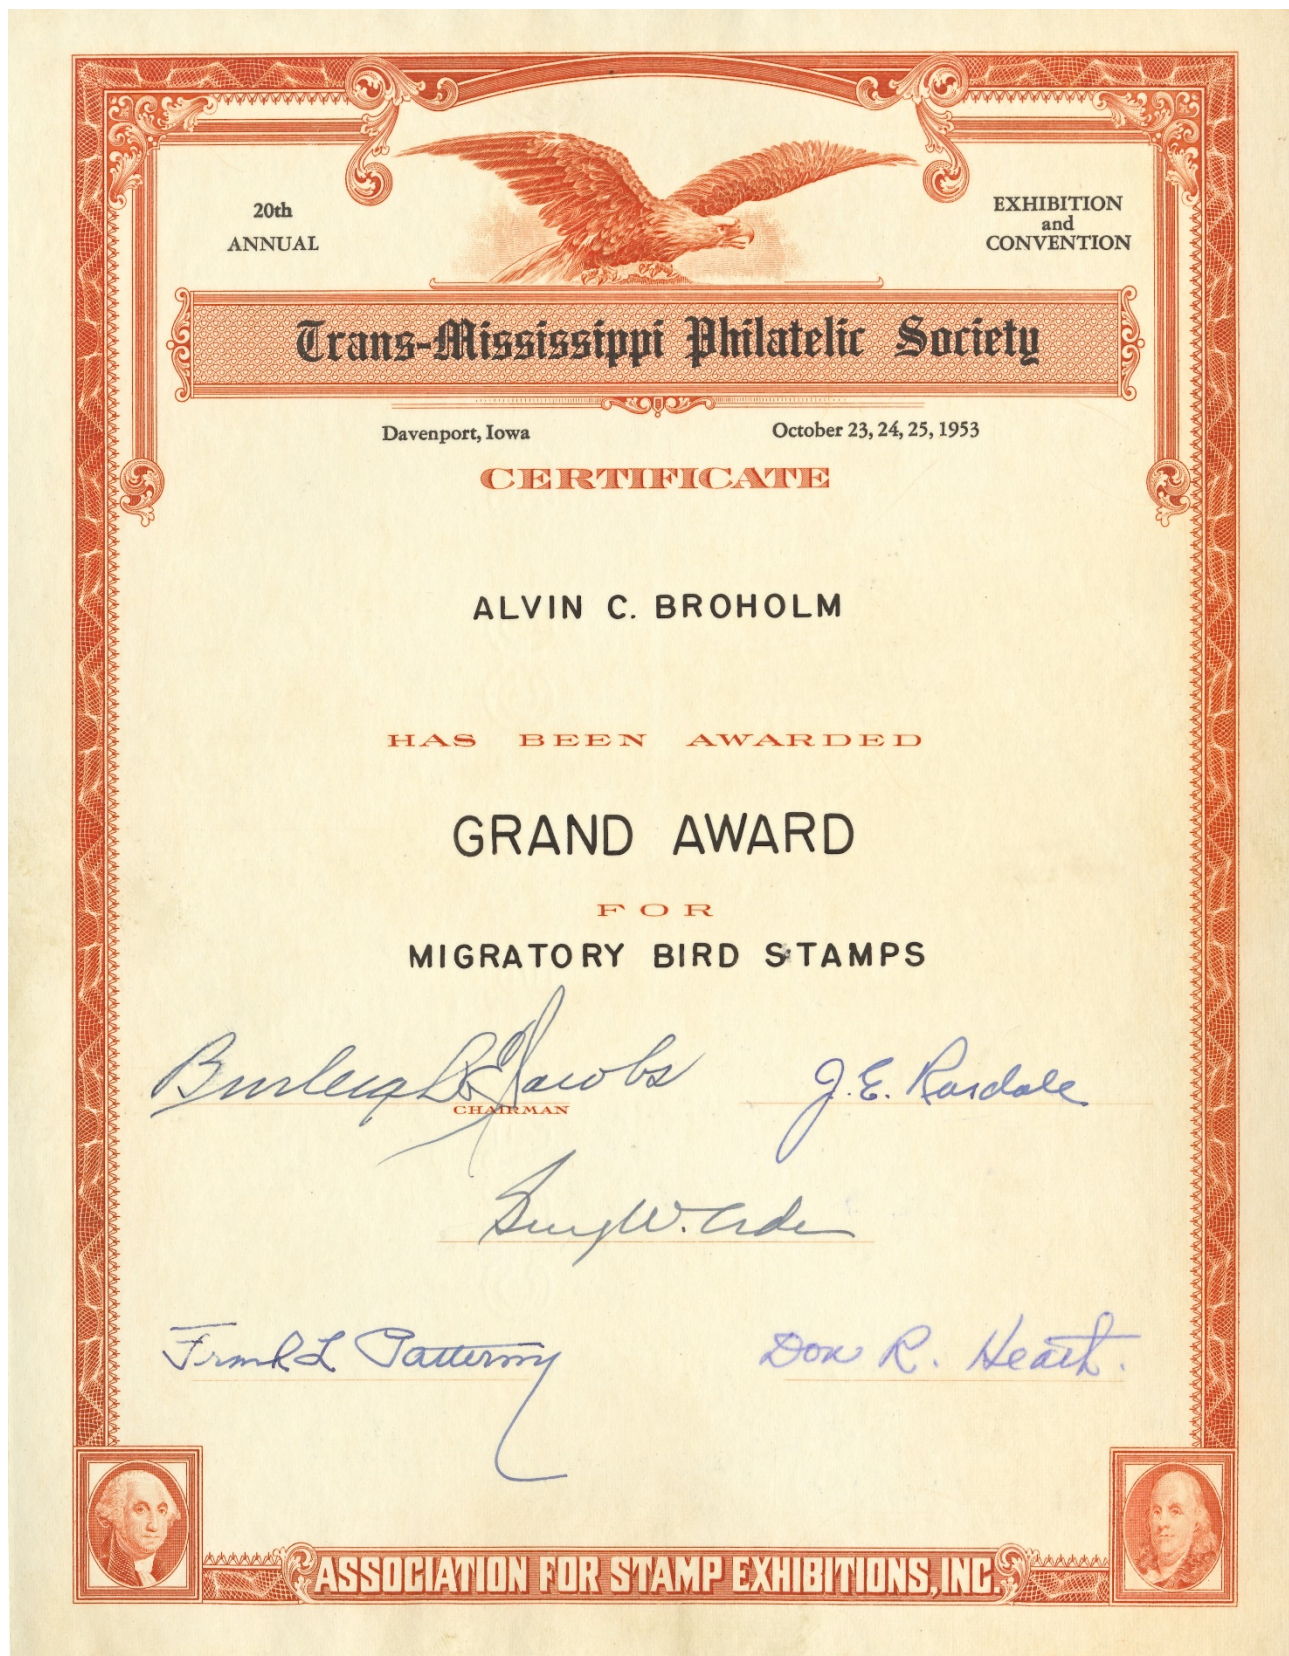 20th
ANNUAL
EXHIBITION
and
CONVENTION
Trans-Mississippi Philatelic Society
Davenport, Iowa
October 23, 24, 25, 1953
CERTIFICATE
ALVIN C. BROHOLM
HAS BEEN AWARDED
GRAND AWARD
FOR
MIGRATORY BIRD STAMPS
Burleigh Jacobs
J. E. Rasdale
CHAIRMAN
W.
Frank L
Don R. Heath.
ASSOCIATION FOR STAMP EXHIBITIONS, INC.